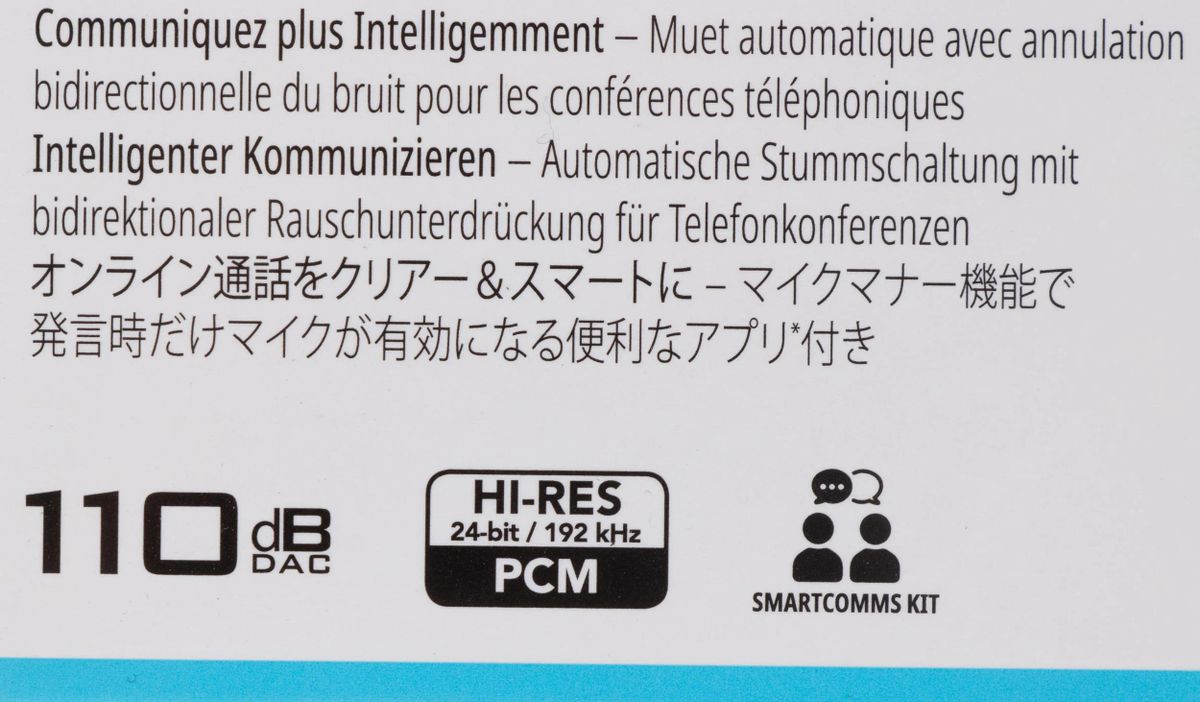 Communiquez plus Intelligemment – Muet automatique avec annulation
bidirectionnelle du bruit pour les conférences téléphoniques
Intelligenter Kommunizieren – Automatische Stummschaltung mit
bidirektionaler Rauschunterdrückung für Telefonkonferenzen
オンライン通話をクリアー＆スマートに – マイクマナー機能で
発言時だけマイクが有効になる便利なアプリ*付き
110 dB DAC
HI-RES
24-bit / 192 kHz
PCM
SMARTCOMMS KIT